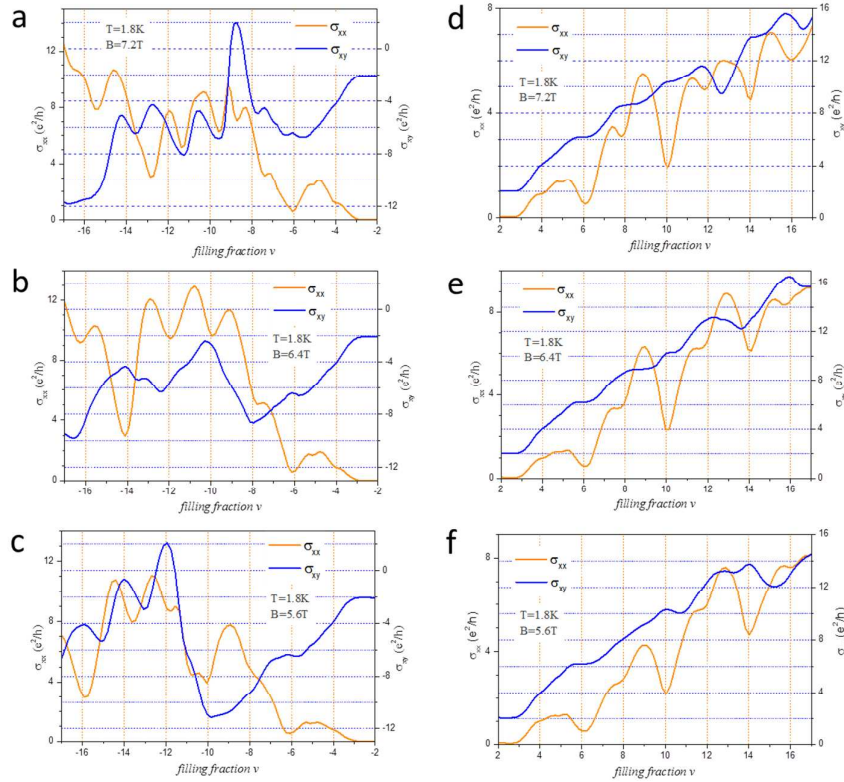 a
T=1.8K
B=7.2T
σxx
σxy
12
8
4
0
0
-4
-8
-12
σxx (e²/h)
σxy (e²/h)
-16 -14 -12 -10 -8 -6 -4 -2
filling fraction ν
b
σxx
σxy
T=1.8K
B=6.4T
12
8
4
0
0
-4
-8
-12
σxx (e²/h)
σxy (e²/h)
-16 -14 -12 -10 -8 -6 -4 -2
filling fraction ν
c
σxx
σxy
T=1.8K
B=5.6T
12
8
4
0
0
-4
-8
-12
σxx (e²/h)
σxy (e²/h)
-16 -14 -12 -10 -8 -6 -4 -2
filling fraction ν
d
σxx
σxy
T=1.8K
B=7.2T
8
4
0
16
12
8
4
0
σxx (e²/h)
σxy (e²/h)
2 4 6 8 10 12 14 16
filling fraction ν
e
σxx
σxy
T=1.8K
B=6.4T
8
4
0
16
12
8
4
0
σxx (e²/h)
2 4 6 8 10 12 14 16
filling fraction ν
f
σxx
σxy
T=1.8K
B=5.6T
8
4
0
16
12
8
4
0
2 4 6 8 10 12 14 16
filling fraction ν